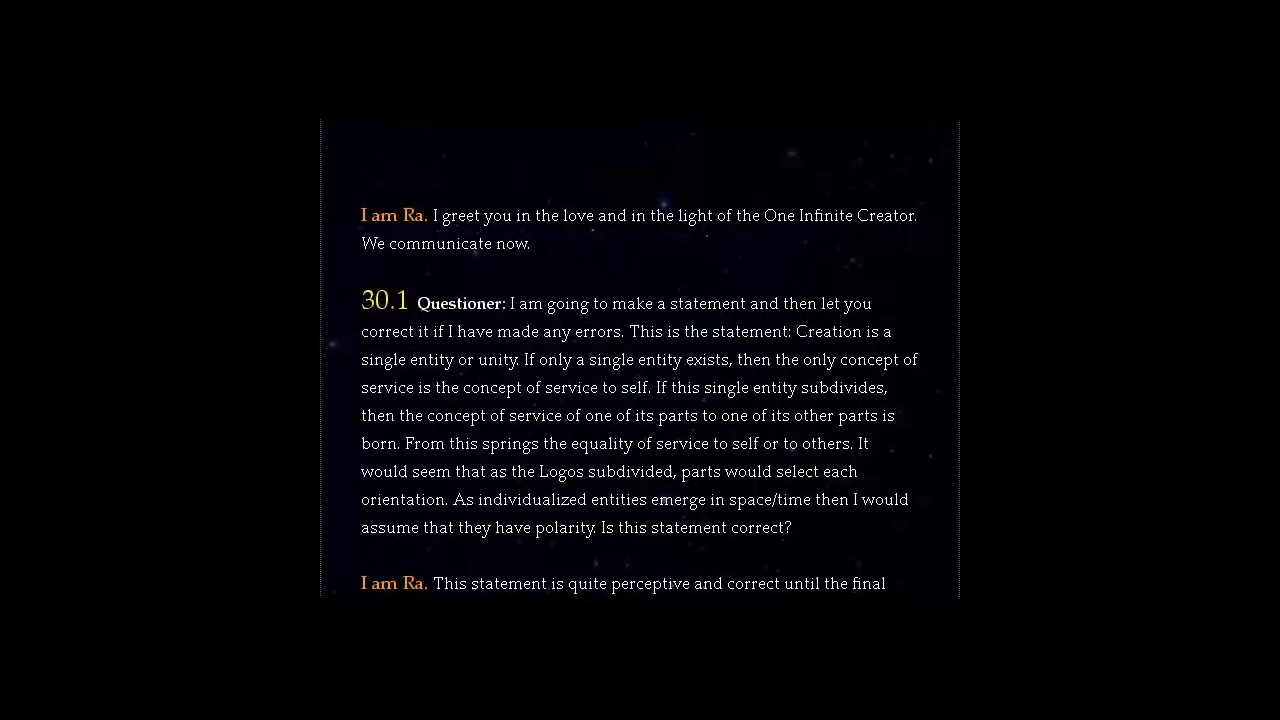 I am Ra. I greet you in the love and in the light of the One Infinite Creator.
We communicate now.
30.1 Questioner: I am going to make a statement and then let you
correct it if I have made any errors. This is the statement: Creation is a
single entity or unity. If only a single entity exists, then the only concept of
service is the concept of service to self. If this single entity subdivides,
then the concept of service of one of its parts to one of its other parts is
born. From this springs the equality of service to self or to others. It
would seem that as the Logos subdivided, parts would select each
orientation. As individualized entities emerge in space/time then I would
assume that they have polarity. Is this statement correct?
I am Ra. This statement is quite perceptive and correct until the final